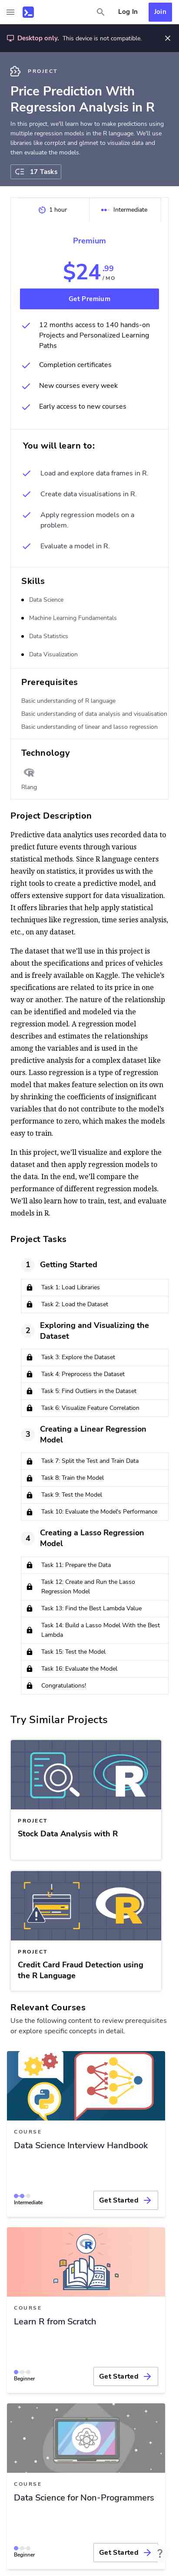 Log In
Join
Desktop only. This device is not compatible.
PROJECT
Price Prediction With
Regression Analysis in R
In this project, we'll learn how to make predictions using
multiple regression models in the R language. We'll use
libraries like corrplot and glmnet to visualize data and
then evaluate the models.
17 Tasks
1 hour
Intermediate
Premium
$24.99
/MO
Get Premium
12 months access to 140 hands-on
Projects and Personalized Learning
Paths
Completion certificates
New courses every week
Early access to new courses
You will learn to:
Load and explore data frames in R.
Create data visualisations in R.
Apply regression models on a
problem.
Evaluate a model in R.
Skills
Data Science
Machine Learning Fundamentals
Data Statistics
Data Visualization
Prerequisites
Basic understanding of R language
Basic understanding of data analysis and visualisation
Basic understanding of linear and lasso regression
Technology
R
Rlang
Project Description
Predictive data analytics uses recorded data to
predict future events through various
statistical methods. Since R language centers
heavily on statistics, it provides us with the
right tools to create a predictive model, and
offers extensive support for data visualization.
It offers libraries that help apply statistical
techniques like regression, time series analysis,
etc., on any dataset.
The dataset that we'll use in this project is
about the specifications and prices of vehicles
and is freely available on Kaggle. The vehicle's
specifications are related to its price in one
way or another. The nature of the relationship
can be identified and modeled via the
regression model. A regression model
describes and estimates the relationships
among variables and is used in the
predictive analysis for a complex dataset like
ours. Lasso regression is a type of regression
model that makes feature selection on its own
by shrinking the coefficients of insignificant
variables that do not contribute to the model's
performance to zero, which makes the models
easy to train.
In this project, we'll visualize and explore the
dataset and then apply regression models to
the data. In the end, we'll compare the
performance of different regression models.
We'll also learn how to train, test, and evaluate
models in R.
Project Tasks
1 Getting Started
Task 1: Load Libraries
Task 2: Load the Dataset
2 Exploring and Visualizing the
Dataset
Task 3: Explore the Dataset
Task 4: Preprocess the Dataset
Task 5: Find Outliers in the Dataset
Task 6: Visualize Feature Correlation
3 Creating a Linear Regression
Model
Task 7: Split the Test and Train Data
Task 8: Train the Model
Task 9: Test the Model
Task 10: Evaluate the Model's Performance
4 Creating a Lasso Regression
Model
Task 11: Prepare the Data
Task 12: Create and Run the Lasso
Regression Model
Task 13: Find the Best Lambda Value
Task 14: Build a Lasso Model With the Best
Lambda
Task 15: Test the Model
Task 16: Evaluate the Model
Congratulations!
Try Similar Projects
R
PROJECT
Stock Data Analysis with R
R
PROJECT
Credit Card Fraud Detection using
the R Language
Relevant Courses
Use the following content to review prerequisites
or explore specific concepts in detail.
COURSE
Data Science Interview Handbook
Intermediate
Get Started
R
COURSE
Learn R from Scratch
Beginner
Get Started
COURSE
Data Science for Non-Programmers
Beginner
Get Started
?